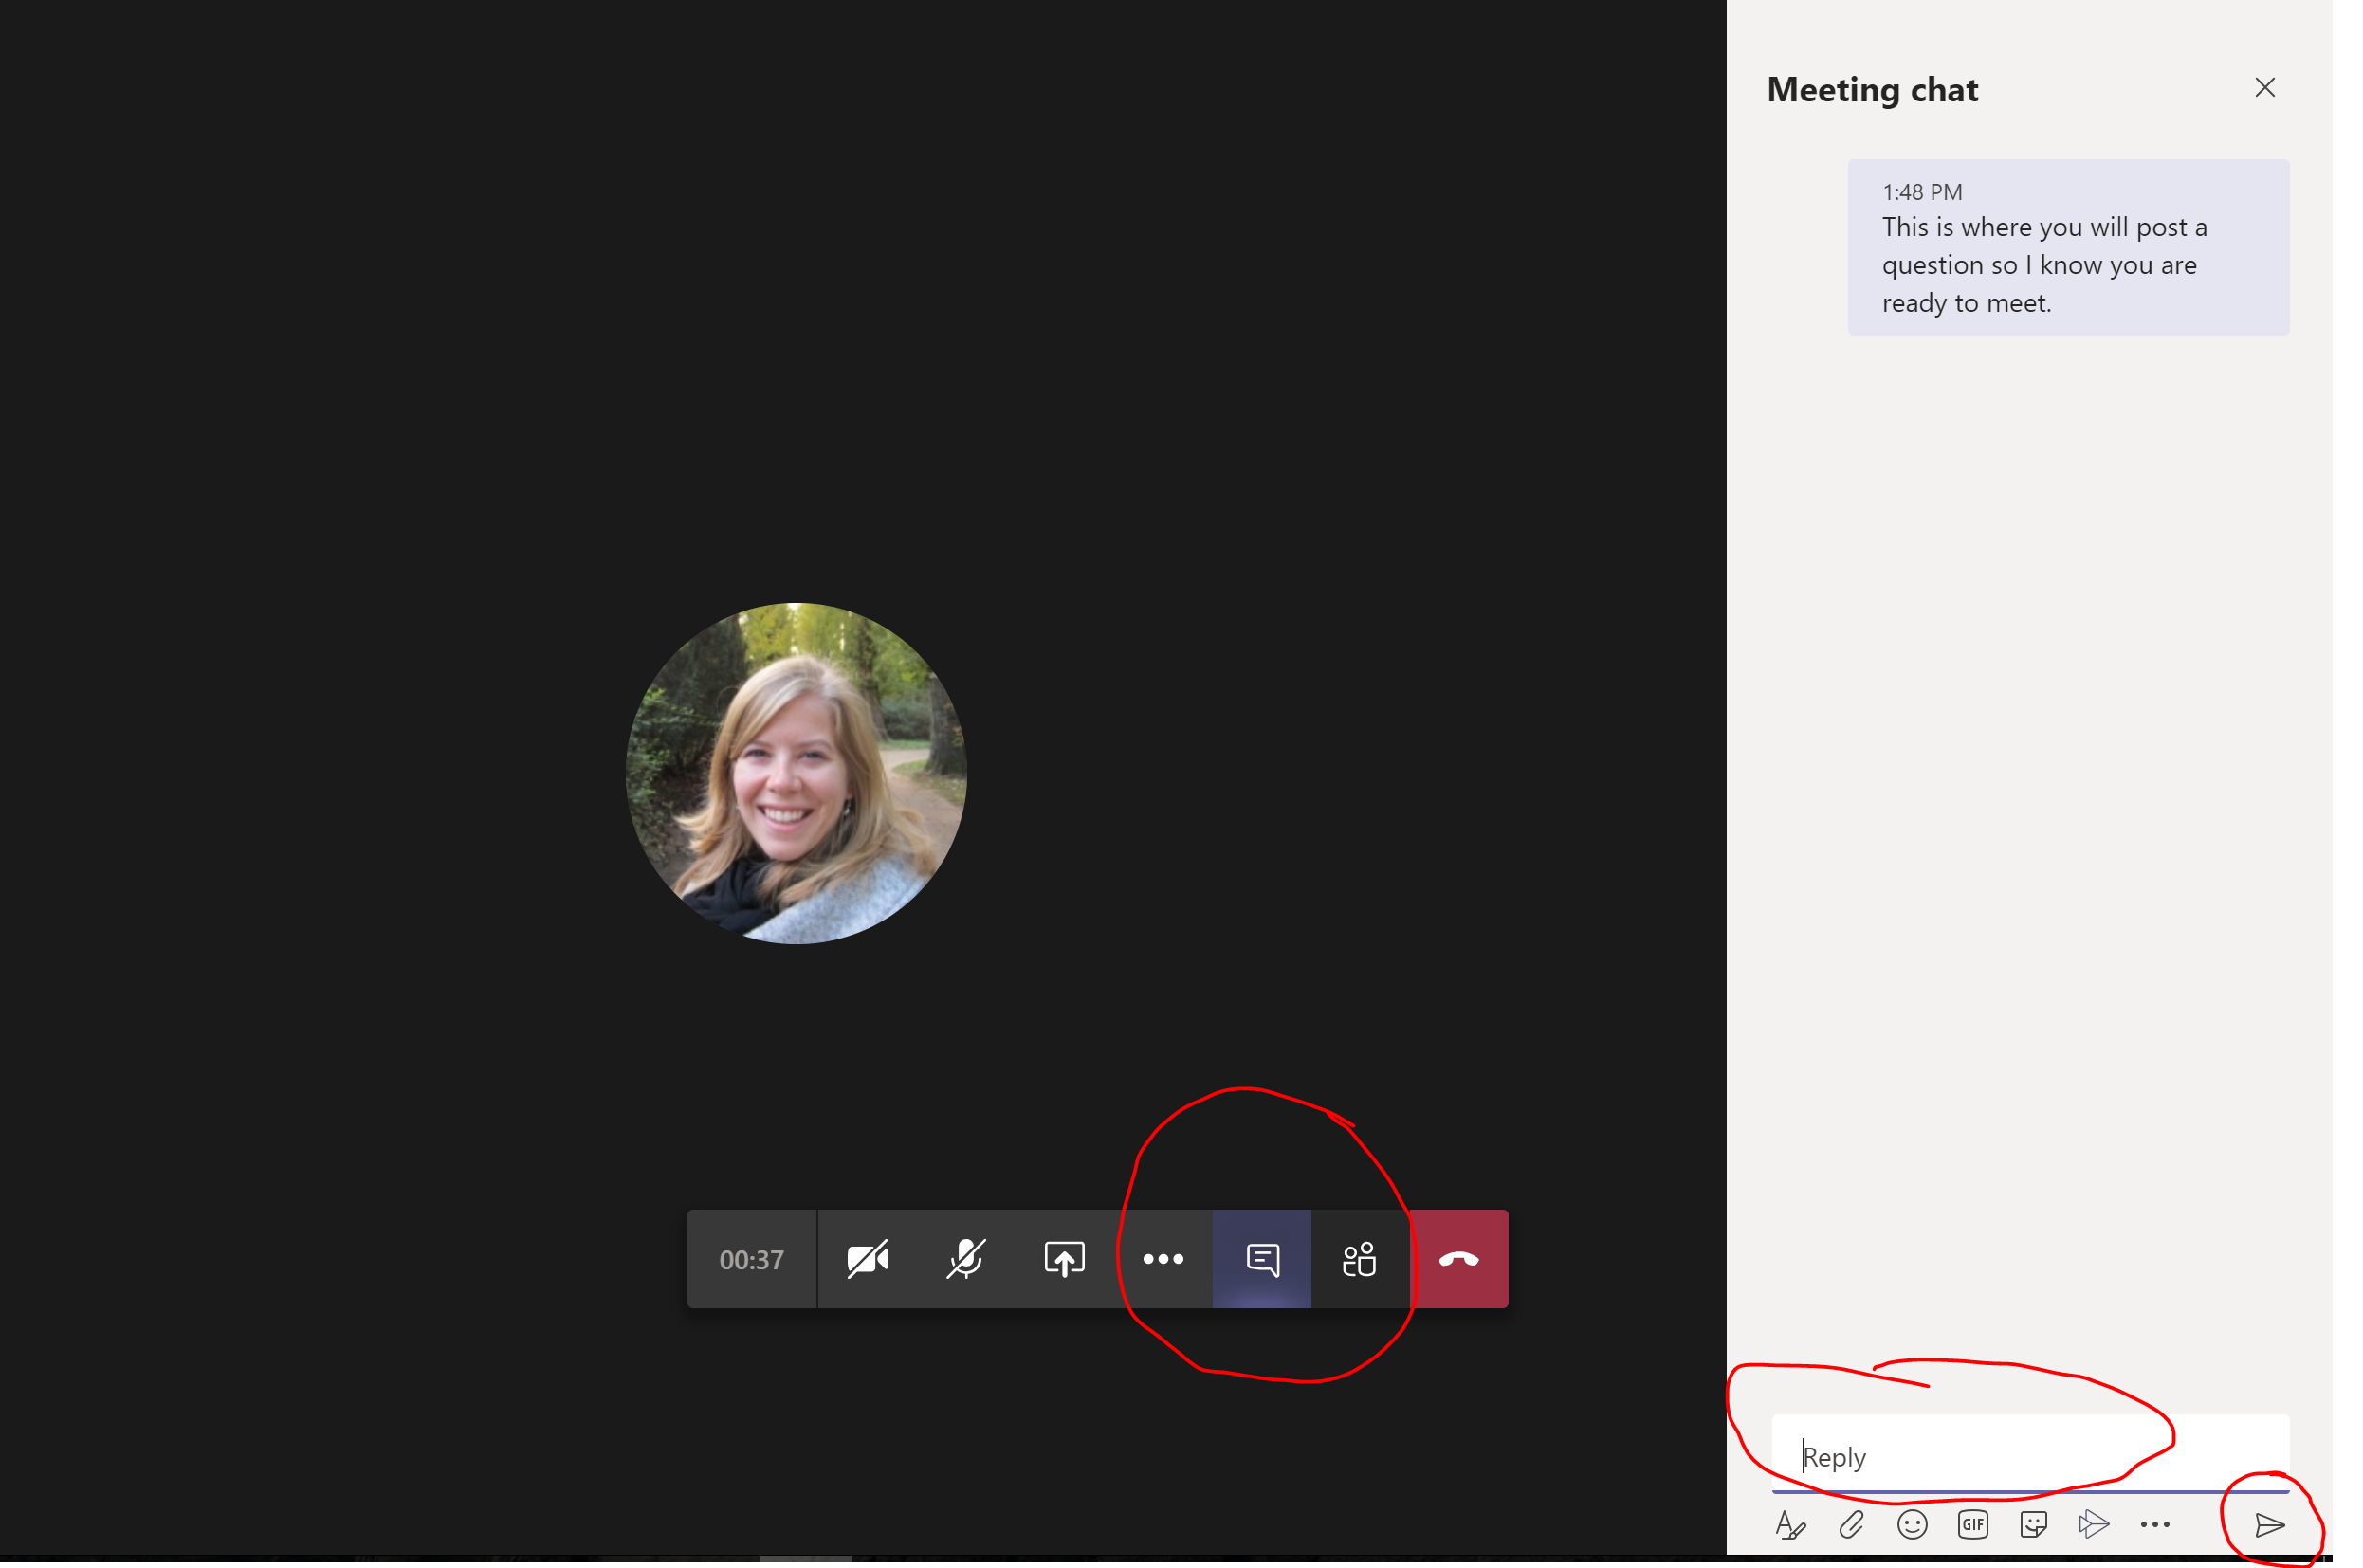 Meeting chat
1:48 PM
This is where you will post a
question so I know you are
ready to meet.
00:37
Reply
GIF